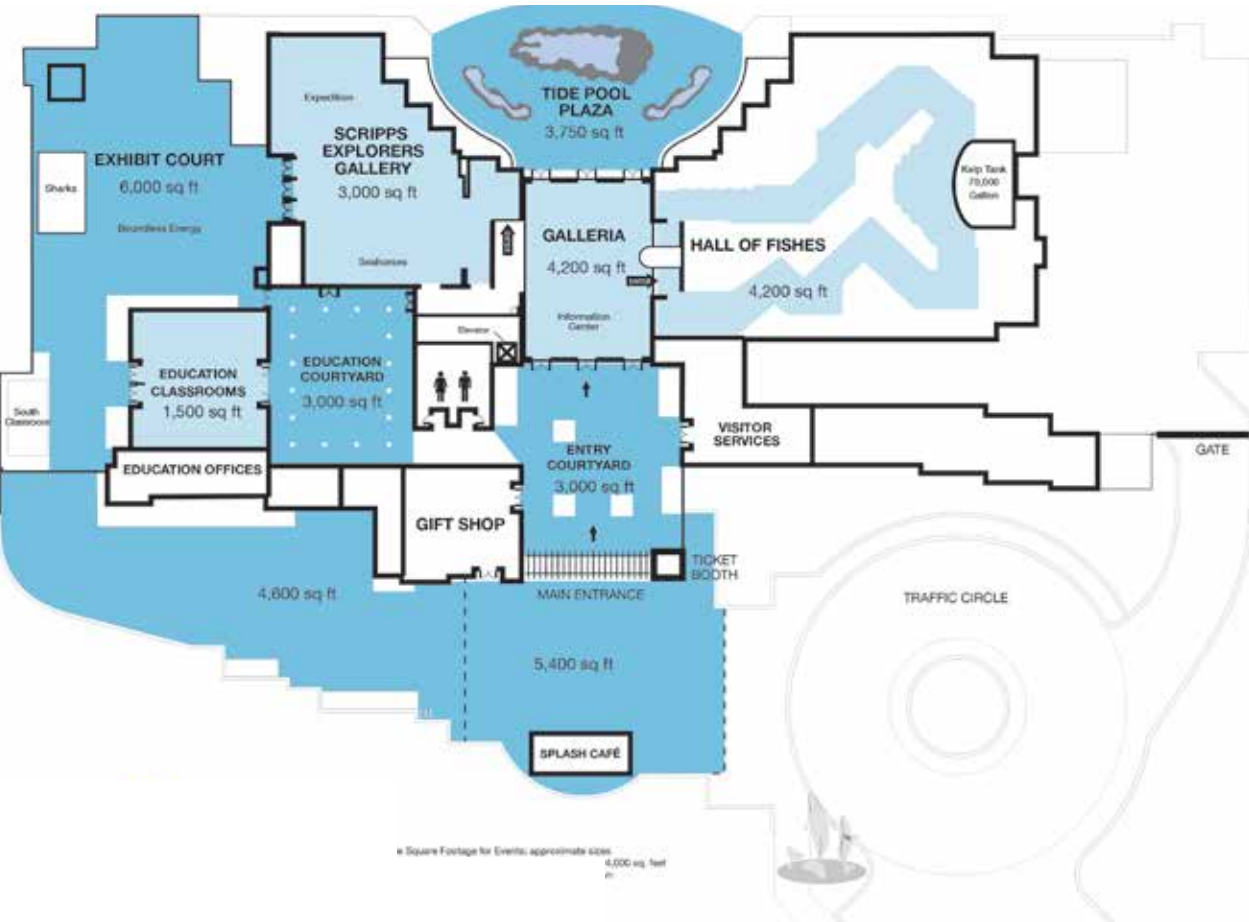 TIDE POOL
PLAZA
3,750 sq ft
Expedition
SCRIPPS
EXPLORERS
GALLERY
3,000 sq ft
Seahorses
EXHIBIT COURT
6,000 sq ft
Sharks
Boundless Energy
GALLERIA
4,200 sq ft
Information
Center
HALL OF FISHES
4,200 sq ft
Kelp Tank
70,000
Gallon
Elevator
EDUCATION
COURTYARD
3,000 sq ft
EDUCATION
CLASSROOMS
1,500 sq ft
South
Classroom
EDUCATION OFFICES
ENTRY
COURTYARD
3,000 sq ft
VISITOR
SERVICES
GATE
GIFT SHOP
TICKET
BOOTH
MAIN ENTRANCE
TRAFFIC CIRCLE
4,600 sq ft
5,400 sq ft
SPLASH CAFÉ
Square Footage for Events; approximate sizes
4,000 sq. feet